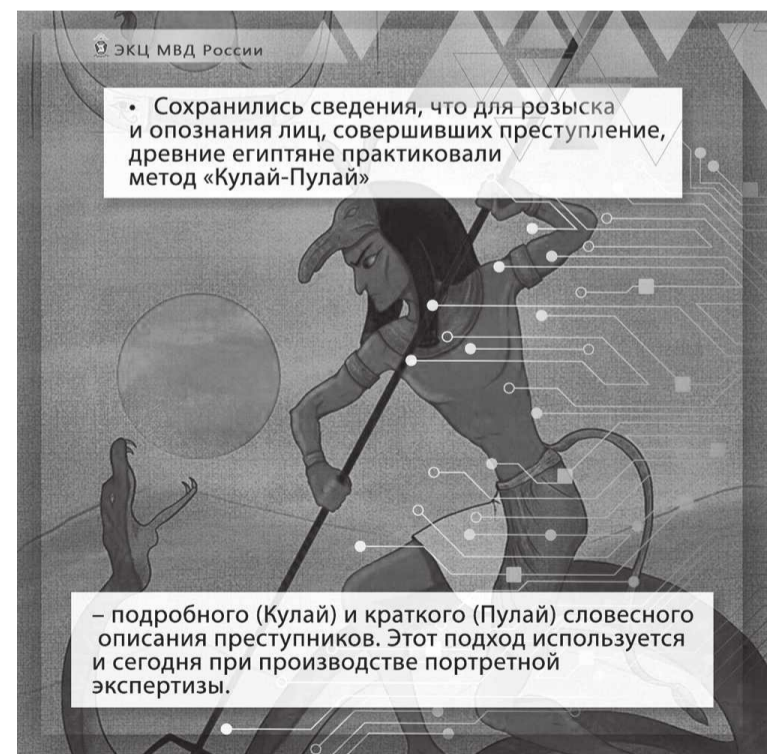 ЭКЦ МВД России
• Сохранились сведения, что для розыска
и опознания лиц, совершивших преступление,
древние египтяне практиковали
метод «Кулай-Пулай»
– подробного (Кулай) и краткого (Пулай) словесного
описания преступников. Этот подход используется
и сегодня при производстве портретной
экспертизы.